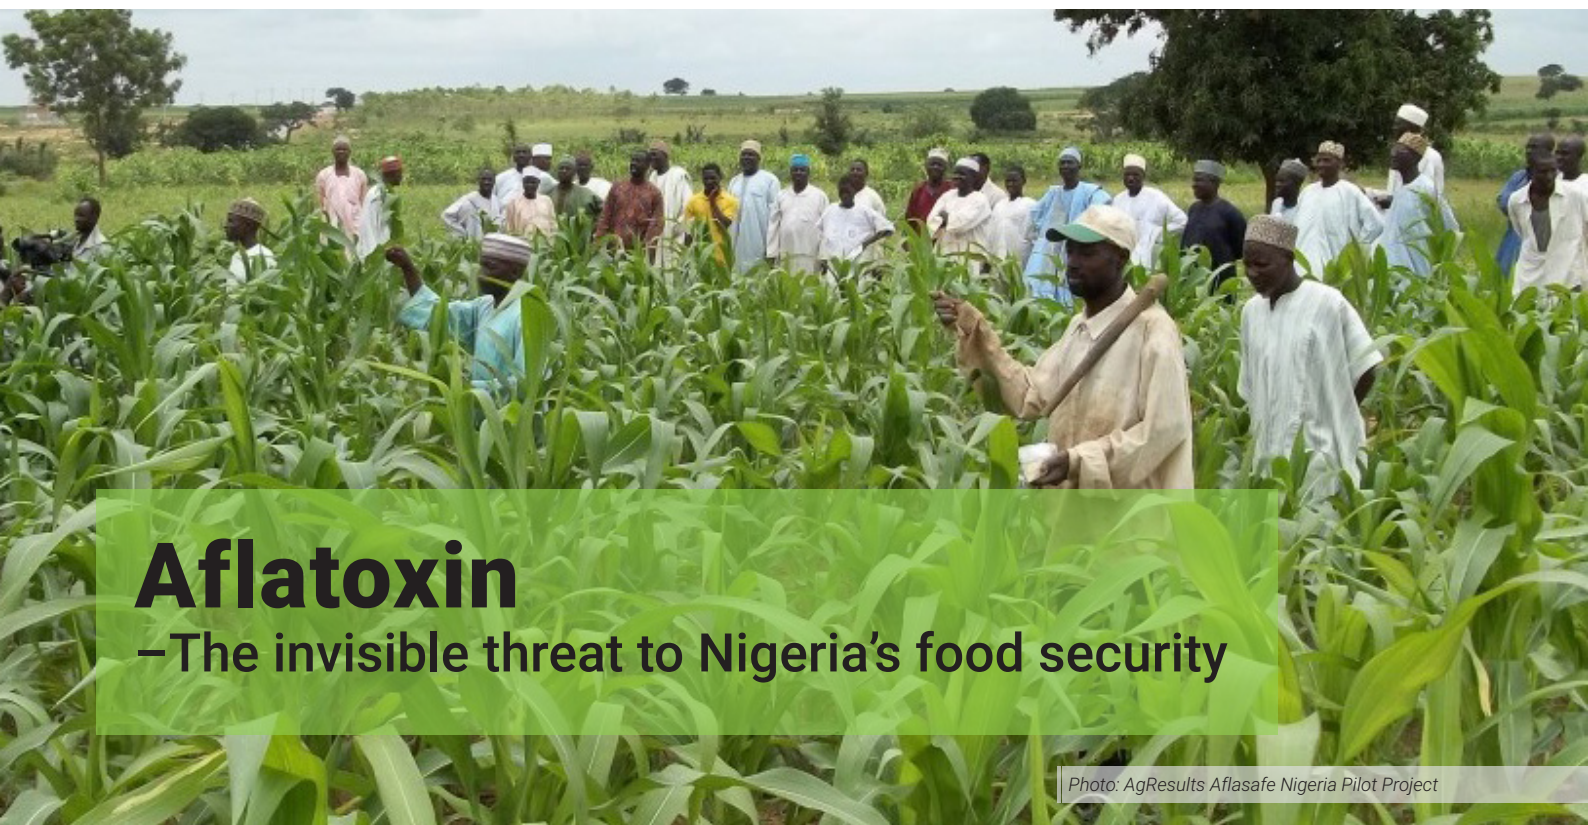 Aflatoxin
–The invisible threat to Nigeria’s food security
Photo: AgResults Aflasafe Nigeria Pilot Project